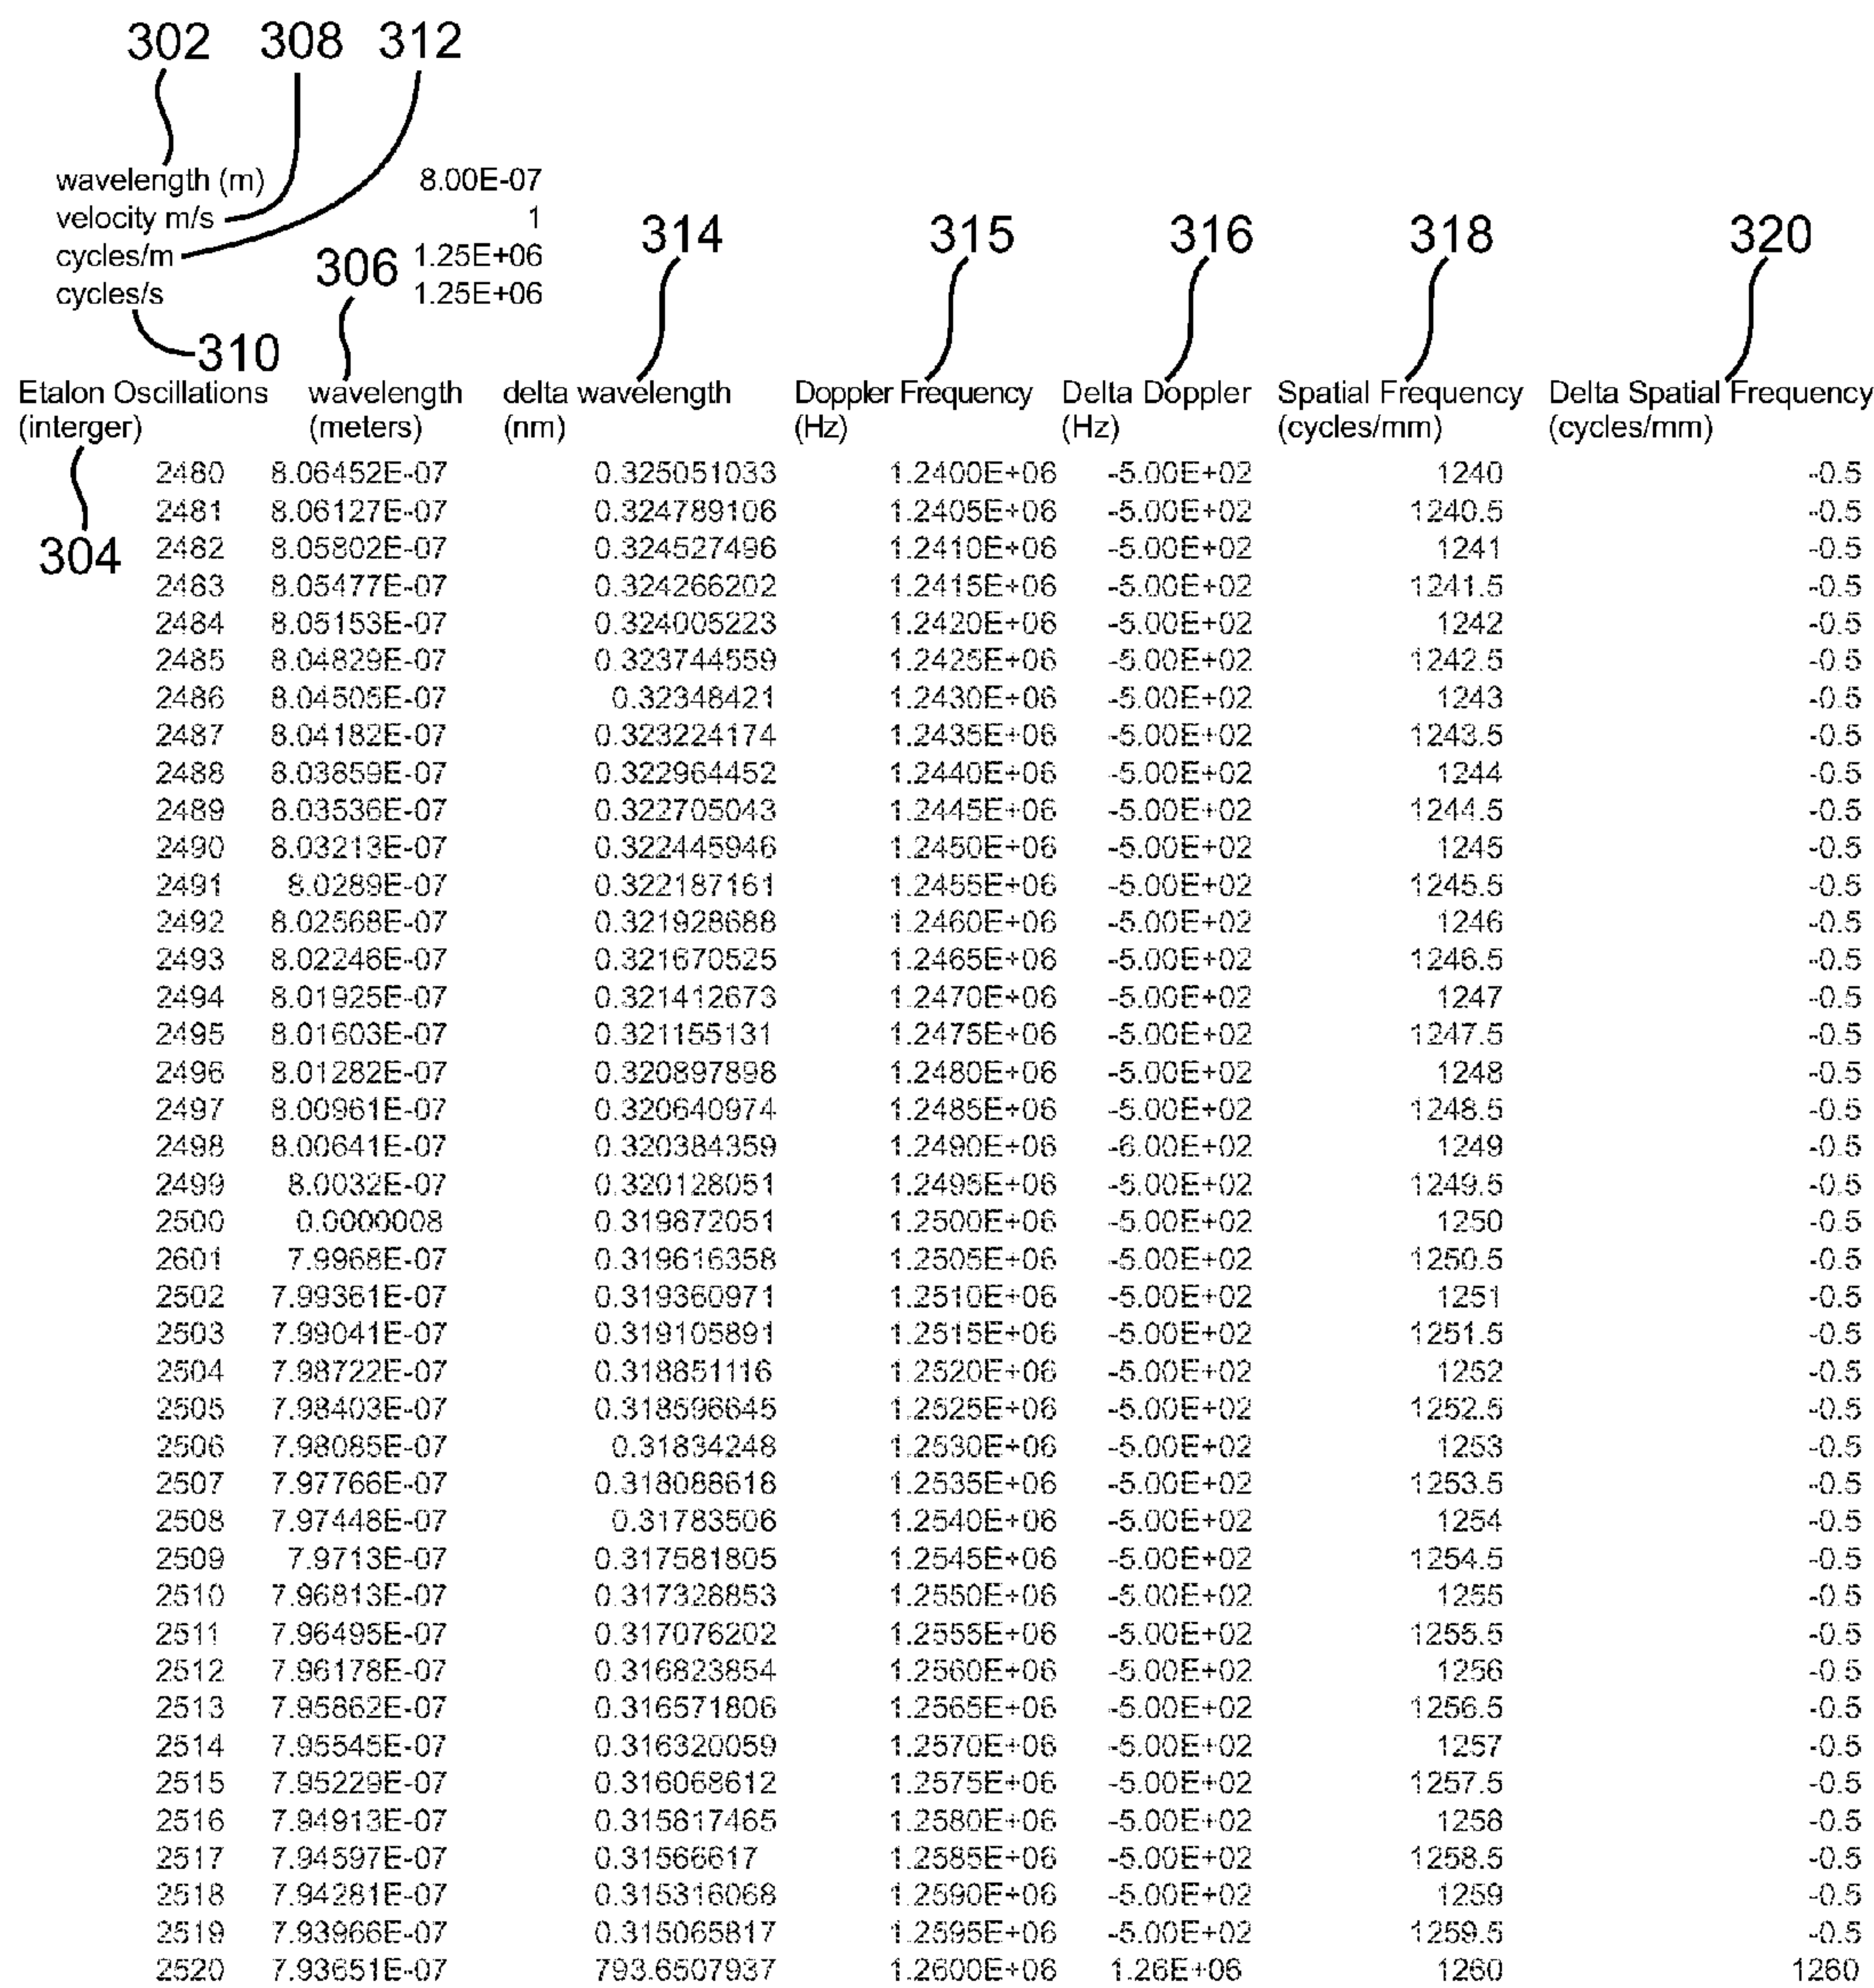 302 308 312
wavelength (m) 8.00E-07
velocity m/s 1
314 315 316 318 320
cycles/m 1.25E+06
306
cycles/s 1.25E+06
310
Etalon Oscillations wavelength delta wavelength Doppler Frequency Delta Doppler Spatial Frequency Delta Spatial Frequency
(interger) (meters) (nm) (Hz) (Hz) (cycles/mm) (cycles/mm)
2480 8.06452E-07 0.325051033 1.2400E+06 -5.00E+02 1240 -0.5
2481 8.06127E-07 0.324789106 1.2405E+06 -5.00E+02 1240.5 -0.5
304
2482 8.05802E-07 0.324527496 1.2410E+06 -5.00E+02 1241 -0.5
2483 8.05477E-07 0.324266202 1.2415E+06 -5.00E+02 1241.5 -0.5
2484 8.05153E-07 0.324005223 1.2420E+06 -5.00E+02 1242 -0.5
2485 8.04829E-07 0.323744559 1.2425E+06 -5.00E+02 1242.5 -0.5
2486 8.04505E-07 0.32348421 1.2430E+06 -5.00E+02 1243 -0.5
2487 8.04182E-07 0.323224174 1.2435E+06 -5.00E+02 1243.5 -0.5
2488 8.03859E-07 0.322964452 1.2440E+06 -5.00E+02 1244 -0.5
2489 8.03536E-07 0.322705043 1.2445E+06 -5.00E+02 1244.5 -0.5
2490 8.03213E-07 0.322445946 1.2450E+06 -5.00E+02 1245 -0.5
2491 8.0289E-07 0.322187161 1.2455E+06 -5.00E+02 1245.5 -0.5
2492 8.02568E-07 0.321928688 1.2460E+06 -5.00E+02 1246 -0.5
2493 8.02246E-07 0.321670525 1.2465E+06 -5.00E+02 1246.5 -0.5
2494 8.01925E-07 0.321412673 1.2470E+06 -5.00E+02 1247 -0.5
2495 8.01603E-07 0.321155131 1.2475E+06 -5.00E+02 1247.5 -0.5
2496 8.01282E-07 0.320897898 1.2480E+06 -5.00E+02 1248 -0.5
2497 8.00961E-07 0.320640974 1.2485E+06 -5.00E+02 1248.5 -0.5
2498 8.00641E-07 0.320384359 1.2490E+06 -6.00E+02 1249 -0.5
2499 8.0032E-07 0.320128051 1.2495E+06 -5.00E+02 1249.5 -0.5
2500 0.0000008 0.319872051 1.2500E+06 -5.00E+02 1250 -0.5
2601 7.9968E-07 0.319616358 1.2505E+06 -5.00E+02 1250.5 -0.5
2502 7.99361E-07 0.319360971 1.2510E+06 -5.00E+02 1251 -0.5
2503 7.99041E-07 0.319105891 1.2515E+06 -5.00E+02 1251.5 -0.5
2504 7.98722E-07 0.318851116 1.2520E+06 -5.00E+02 1252 -0.5
2505 7.98403E-07 0.318596645 1.2525E+06 -5.00E+02 1252.5 -0.5
2506 7.98085E-07 0.31834248 1.2530E+06 -5.00E+02 1253 -0.5
2507 7.97766E-07 0.318088618 1.2535E+06 -5.00E+02 1253.5 -0.5
2508 7.97448E-07 0.31783506 1.2540E+06 -5.00E+02 1254 -0.5
2509 7.9713E-07 0.317581805 1.2545E+06 -5.00E+02 1254.5 -0.5
2510 7.96813E-07 0.317328853 1.2550E+06 -5.00E+02 1255 -0.5
2511 7.96495E-07 0.317076202 1.2555E+06 -5.00E+02 1255.5 -0.5
2512 7.96178E-07 0.316823854 1.2560E+06 -5.00E+02 1256 -0.5
2513 7.95862E-07 0.316571806 1.2565E+06 -5.00E+02 1256.5 -0.5
2514 7.95545E-07 0.316320059 1.2570E+06 -5.00E+02 1257 -0.5
2515 7.95229E-07 0.316068612 1.2575E+06 -5.00E+02 1257.5 -0.5
2516 7.94913E-07 0.315817465 1.2580E+06 -5.00E+02 1258 -0.5
2517 7.94597E-07 0.31566617 1.2585E+06 -5.00E+02 1258.5 -0.5
2518 7.94281E-07 0.315316068 1.2590E+06 -5.00E+02 1259 -0.5
2519 7.93966E-07 0.315065817 1.2595E+06 -5.00E+02 1259.5 -0.5
2520 7.93651E-07 793.6507937 1.2600E+06 1.26E+06 1260 1260